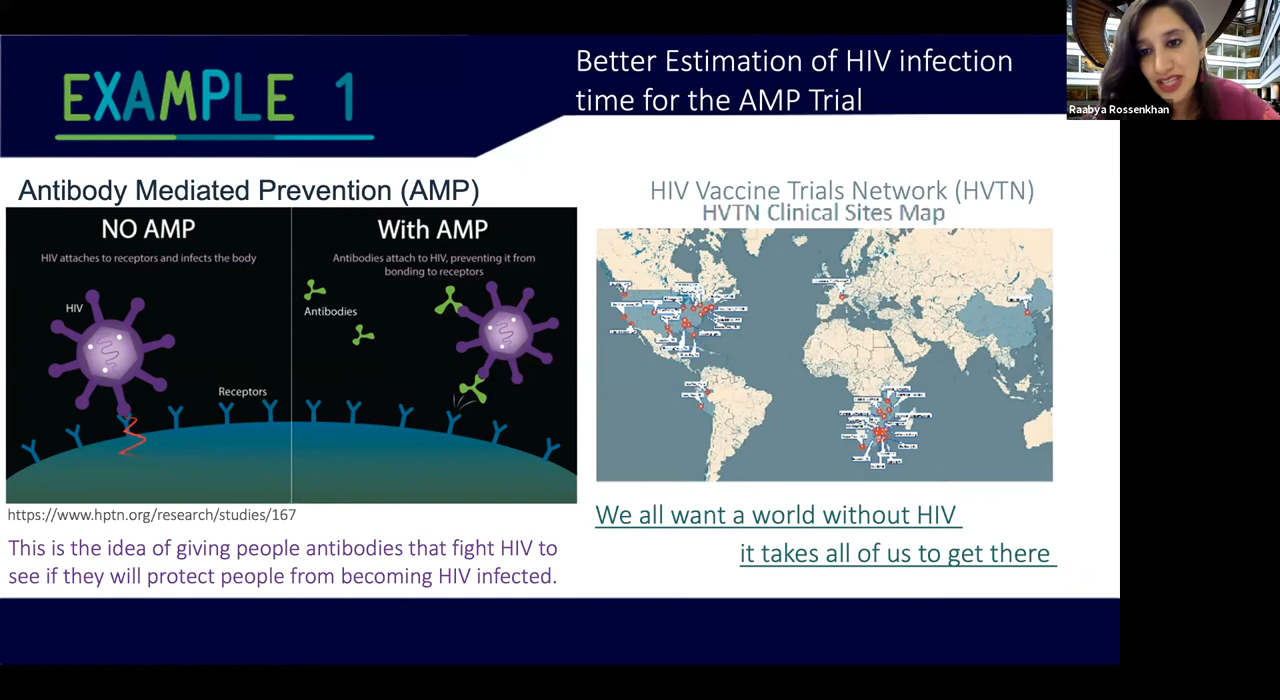 EXAMPLE 1
Better Estimation of HIV infection
time for the AMP Trial
Raabya Rossenkhan
Antibody Mediated Prevention (AMP)
NO AMP
HIV attaches to receptors and infects the body
HIV
Receptors
With AMP
Antibodies attach to HIV, preventing it from
bonding to receptors
Antibodies
https://www.hptn.org/research/studies/167
This is the idea of giving people antibodies that fight HIV to
see if they will protect people from becoming HIV infected.
HIV Vaccine Trials Network (HVTN)
HVTN Clinical Sites Map
We all want a world without HIV
it takes all of us to get there